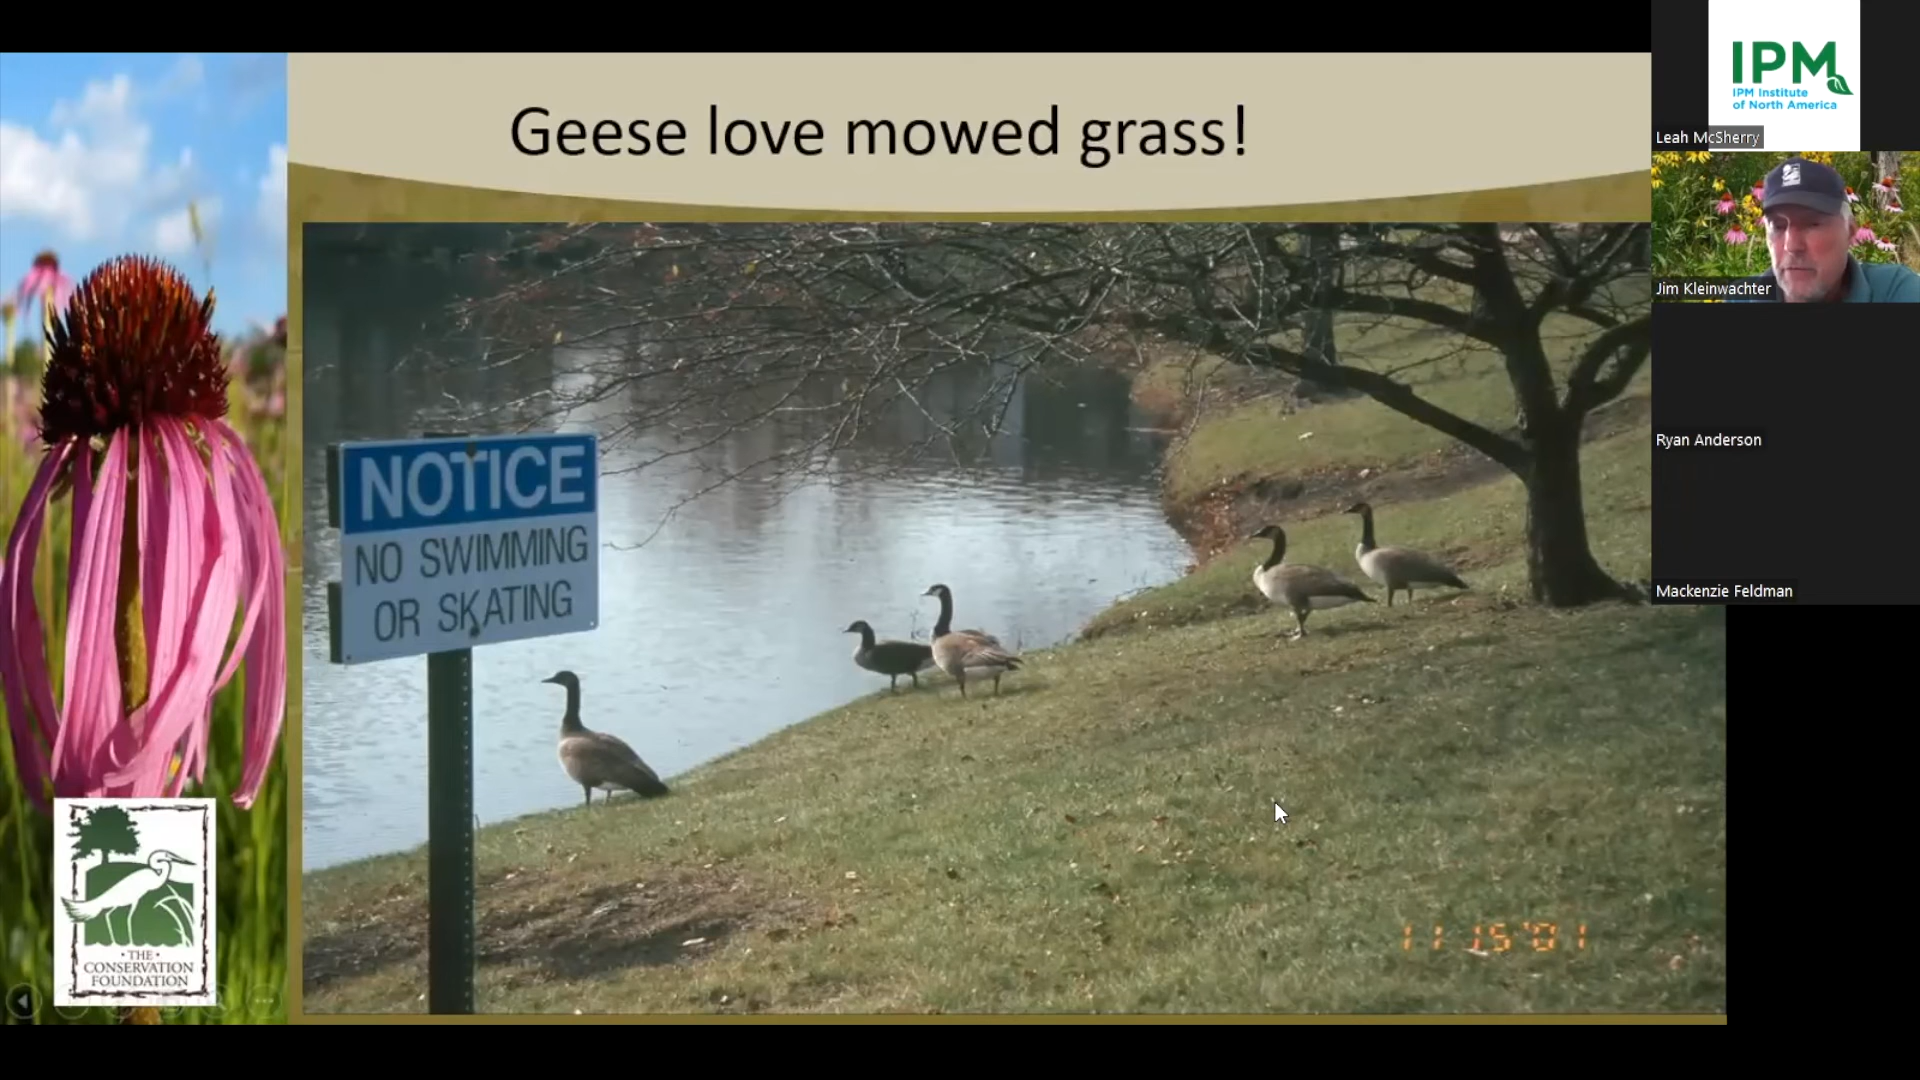 Geese love mowed grass!
NOTICE
NO SWIMMING
OR SKATING
11 15 '01
• THE •
CONSERVATION
FOUNDATION
IPM
IPM Institute
of North America
Leah McSherry
Jim Kleinwachter
Ryan Anderson
Mackenzie Feldman